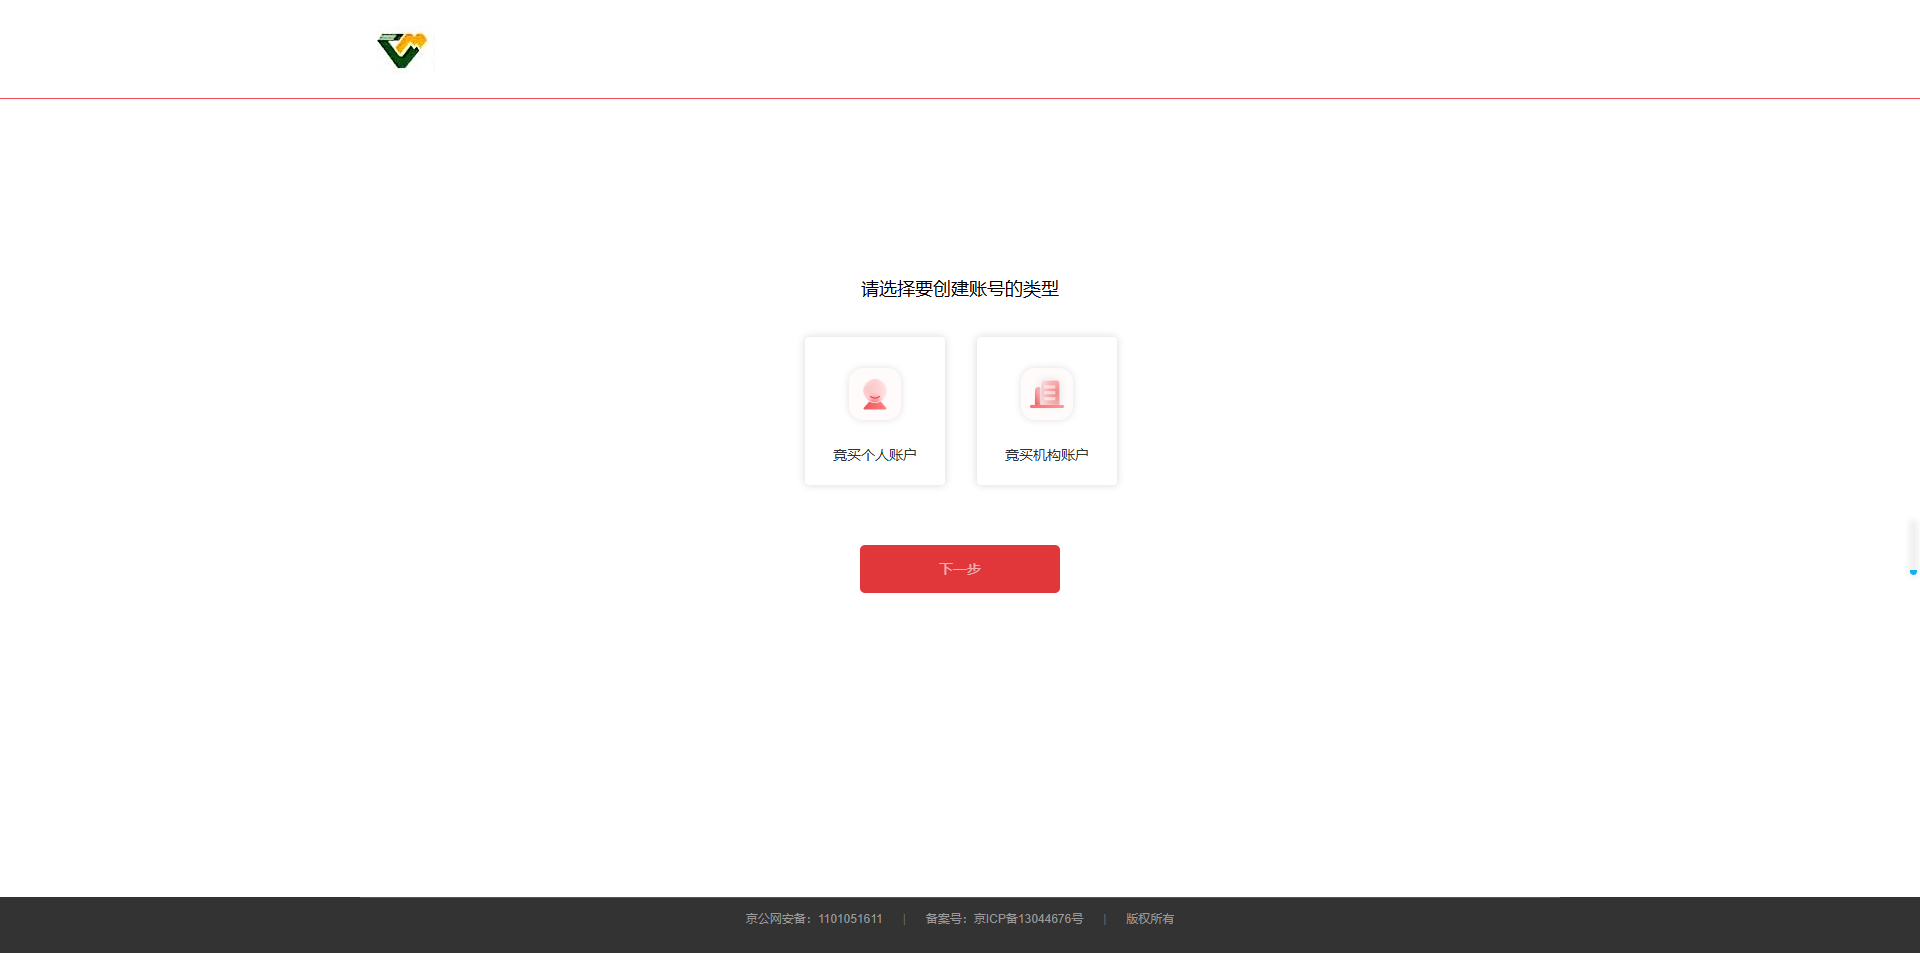 请选择要创建账号的类型
竞买个人账户
竞买机构账户
下一步
京公网安备：1101051611 | 备案号：京ICP备13044676号 | 版权所有